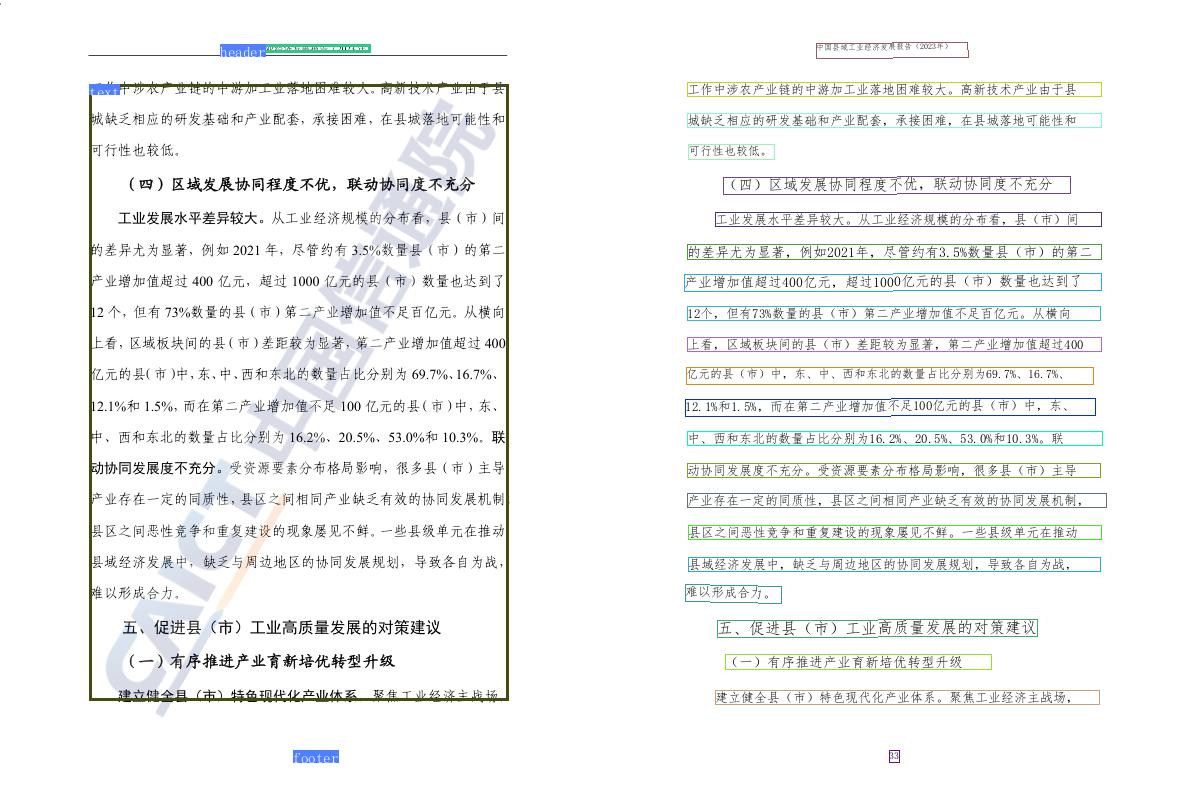 header
text
工作中涉农产业链的中游加工业落地困难较大。高新技术产业由于县
城缺乏相应的研发基础和产业配套，承接困难，在县城落地可能性和
可行性也较低。
（四）区域发展协同程度不优，联动协同度不充分
工业发展水平差异较大。从工业经济规模的分布看，县（市）间
的差异尤为显著，例如 2021 年，尽管约有 3.5%数量县（市）的第二
产业增加值超过 400 亿元，超过 1000 亿元的县（市）数量也达到了
12 个，但有 73%数量的县（市）第二产业增加值不足百亿元。从横向
上看，区域板块间的县（市）差距较为显著，第二产业增加值超过 400
亿元的县（市）中，东、中、西和东北的数量占比分别为 69.7%、16.7%、
12.1%和 1.5%，而在第二产业增加值不足 100 亿元的县（市）中，东、
中、西和东北的数量占比分别为 16.2%、20.5%、53.0%和 10.3%。联
动协同发展度不充分。受资源要素分布格局影响，很多县（市）主导
产业存在一定的同质性，县区之间相同产业缺乏有效的协同发展机制，
县区之间恶性竞争和重复建设的现象屡见不鲜。一些县级单元在推动
县域经济发展中，缺乏与周边地区的协同发展规划，导致各自为战，
难以形成合力。
五、促进县（市）工业高质量发展的对策建议
（一）有序推进产业育新培优转型升级
建立健全县（市）特色现代化产业体系。聚焦工业经济主战场，
footer
CAICT 中国信通院
中国县域工业经济发展报告（2023年）
工作中涉农产业链的中游加工业落地困难较大。高新技术产业由于县
城缺乏相应的研发基础和产业配套，承接困难，在县城落地可能性和
可行性也较低。
（四）区域发展协同程度不优，联动协同度不充分
工业发展水平差异较大。从工业经济规模的分布看，县（市）间
的差异尤为显著，例如2021年，尽管约有3.5%数量县（市）的第二
产业增加值超过400亿元，超过1000亿元的县（市）数量也达到了
12个，但有73%数量的县（市）第二产业增加值不足百亿元。从横向
上看，区域板块间的县（市）差距较为显著，第二产业增加值超过400
亿元的县（市）中，东、中、西和东北的数量占比分别为69.7%、16.7%、
12.1%和1.5%，而在第二产业增加值不足100亿元的县（市）中，东、
中、西和东北的数量占比分别为16.2%、20.5%、53.0%和10.3%。联
动协同发展度不充分。受资源要素分布格局影响，很多县（市）主导
产业存在一定的同质性，县区之间相同产业缺乏有效的协同发展机制，
县区之间恶性竞争和重复建设的现象屡见不鲜。一些县级单元在推动
县域经济发展中，缺乏与周边地区的协同发展规划，导致各自为战，
难以形成合力。
五、促进县（市）工业高质量发展的对策建议
（一）有序推进产业育新培优转型升级
建立健全县（市）特色现代化产业体系。聚焦工业经济主战场，
33